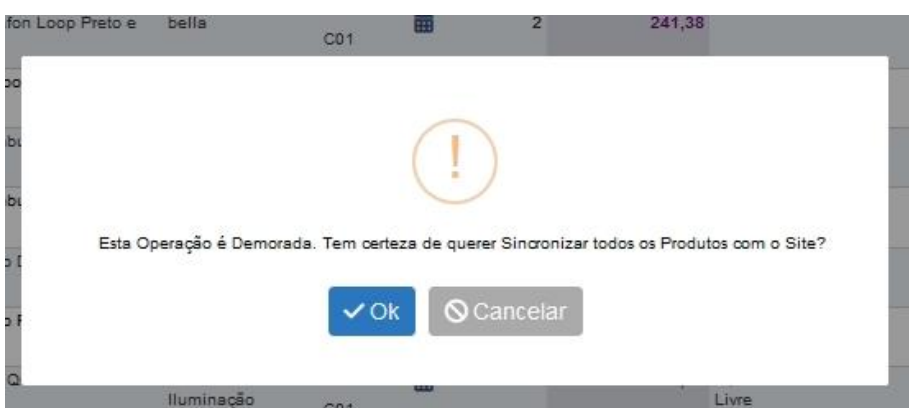 fon Loop Preto e bella C01 2 241,38
!
Esta Operação é Demorada. Tem certeza de querer Sincronizar todos os Produtos com o Site?
Ok Cancelar
Iluminação C01 Livre